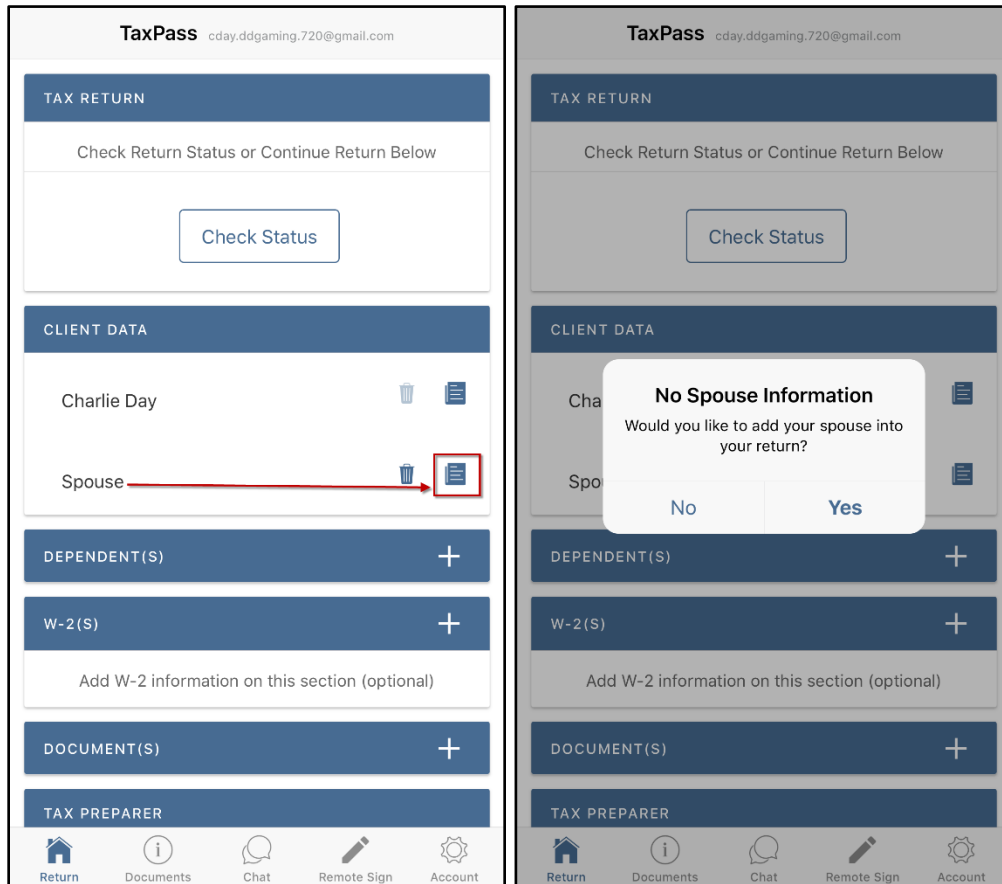 TaxPass cday.ddgaming.720@gmail.com
TAX RETURN
Check Return Status or Continue Return Below
Check Status
CLIENT DATA
Charlie Day
Spouse
DEPENDENT(S)
W-2(S)
Add W-2 information on this section (optional)
DOCUMENT(S)
TAX PREPARER
Return Documents Chat Remote Sign Account
TaxPass cday.ddgaming.720@gmail.com
TAX RETURN
Check Return Status or Continue Return Below
Check Status
CLIENT DATA
Cha
No Spouse Information
Would you like to add your spouse into
your return?
Spo
No Yes
DEPENDENT(S)
W-2(S)
Add W-2 information on this section (optional)
DOCUMENT(S)
TAX PREPARER
Return Documents Chat Remote Sign Account